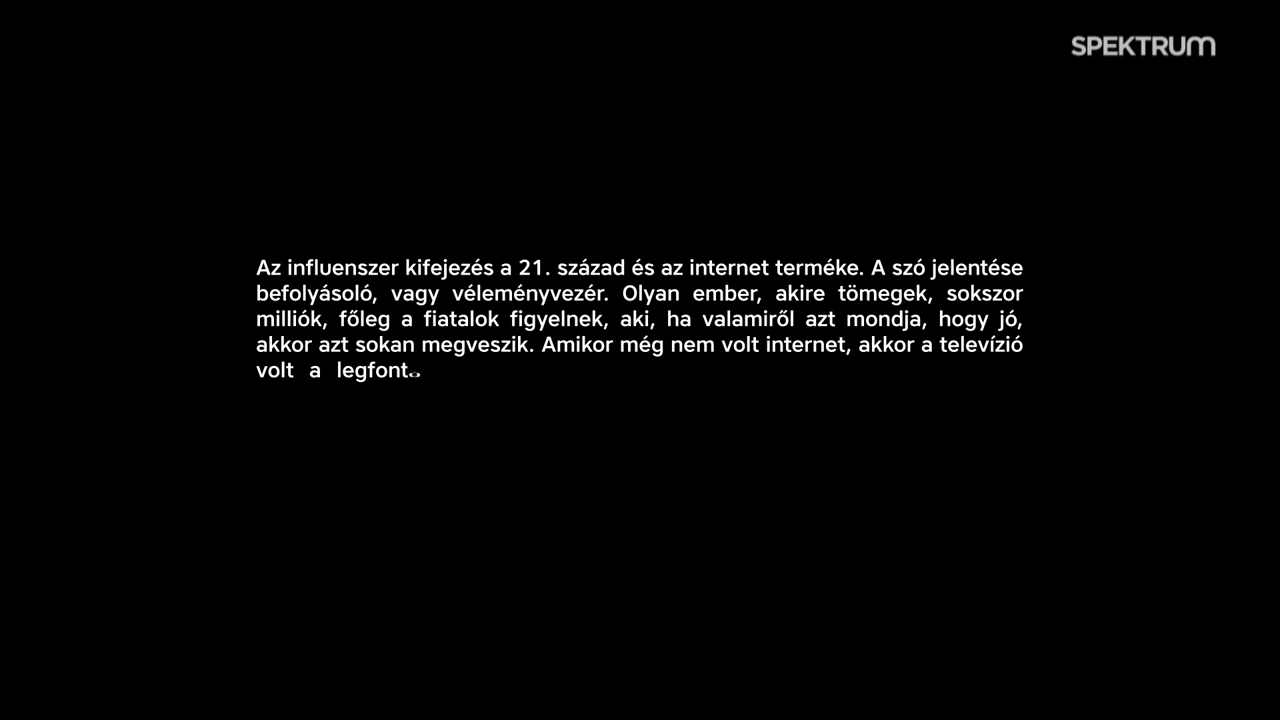 SPEKTRUM
Az influenszer kifejezés a 21. század és az internet terméke. A szó jelentése
befolyásoló, vagy véleményvezér. Olyan ember, akire tömegek, sokszor
milliók, főleg a fiatalok figyelnek, aki, ha valamiről azt mondja, hogy jó,
akkor azt sokan megveszik. Amikor még nem volt internet, akkor a televízió
volt a legfont